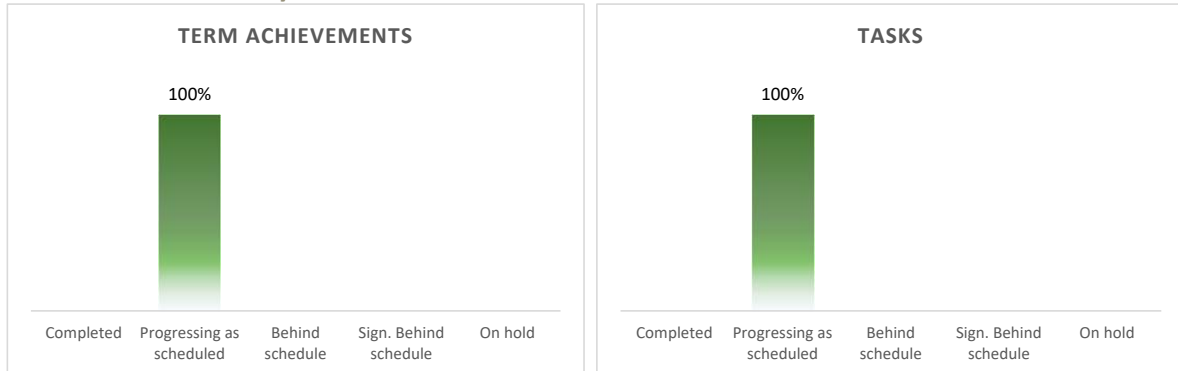 TERM ACHIEVEMENTS
100%
Completed
Progressing as
scheduled
Behind
schedule
Sign. Behind
schedule
On hold
TASKS
100%
Completed
Progressing as
scheduled
Behind
schedule
Sign. Behind
schedule
On hold